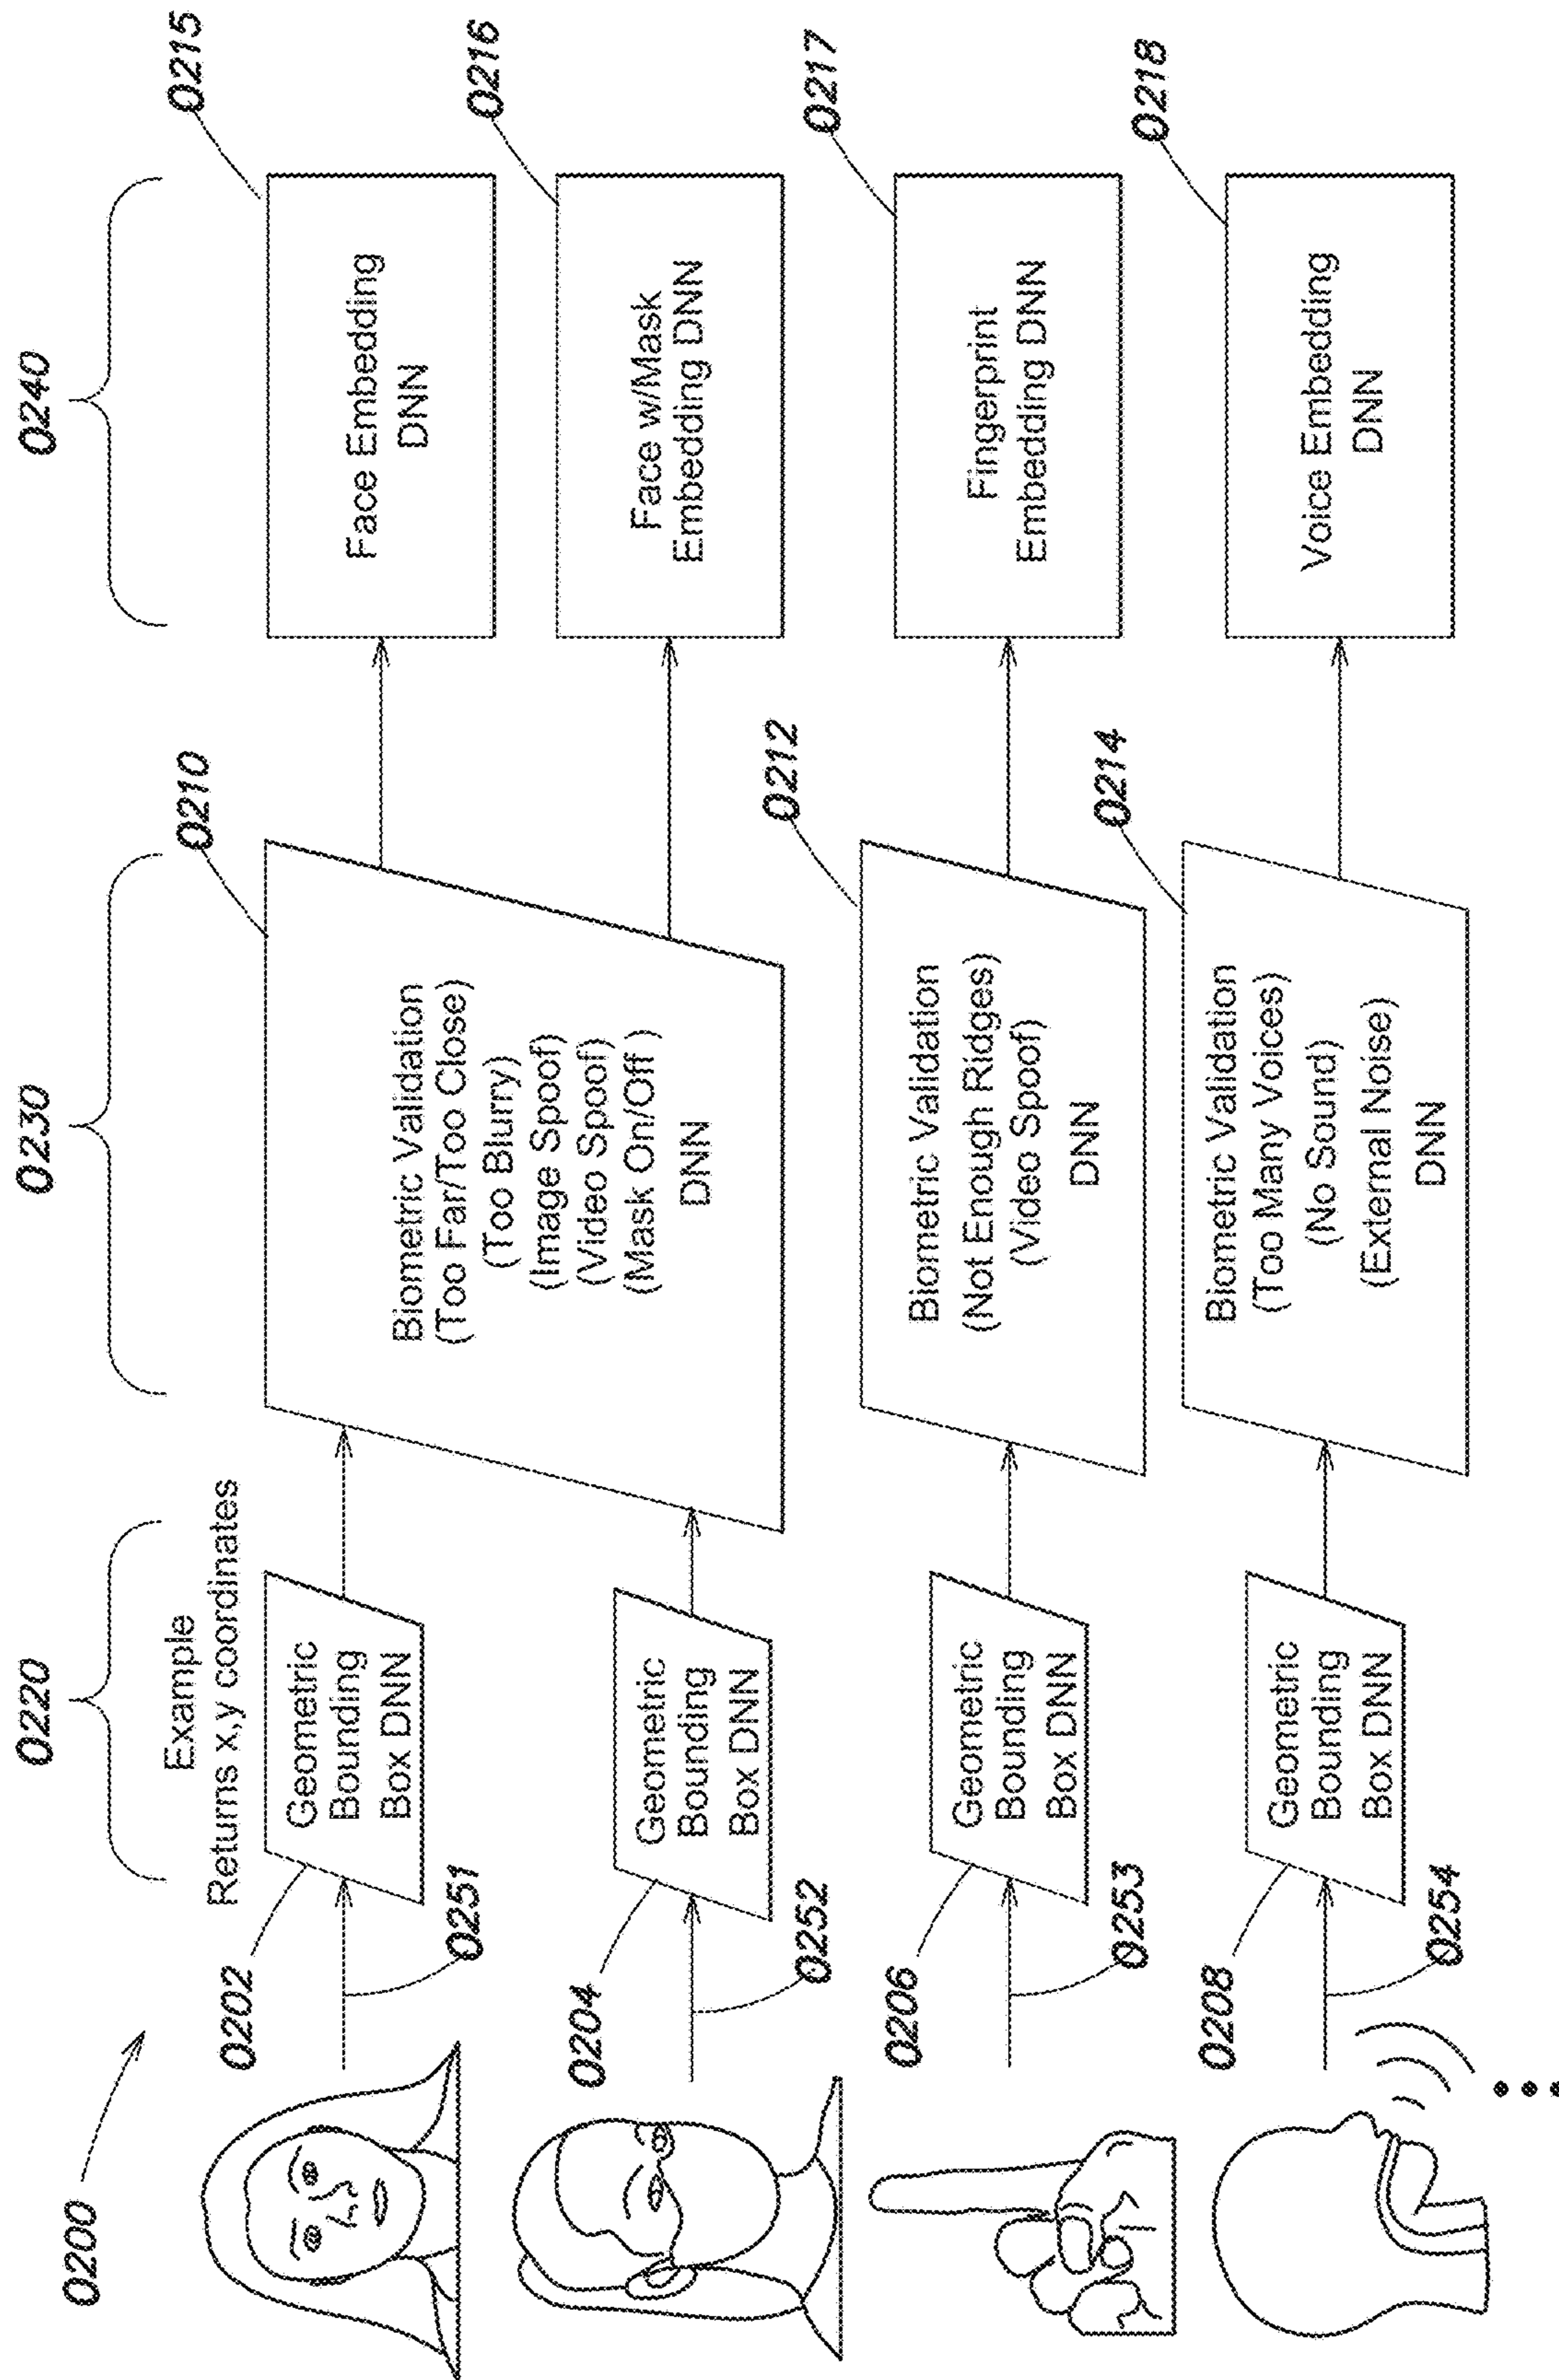 0200
0220
0230
0240
Example
Returns x,y coordinates
0202
Geometric
Bounding
Box DNN
0251
0210
Biometric Validation
(Too Far/Too Close)
(Too Blurry)
(Image Spoof)
(Video Spoof)
(Mask On/Off )
DNN
0215
Face Embedding
DNN
0204
Geometric
Bounding
Box DNN
0252
0216
Face w/Mask
Embedding DNN
0206
Geometric
Bounding
Box DNN
0253
0212
Biometric Validation
(Not Enough Ridges)
(Video Spoof)
DNN
0217
Fingerprint
Embedding DNN
0208
Geometric
Bounding
Box DNN
0254
0214
Biometric Validation
(Too Many Voices)
(No Sound)
(External Noise)
DNN
0218
Voice Embedding
DNN